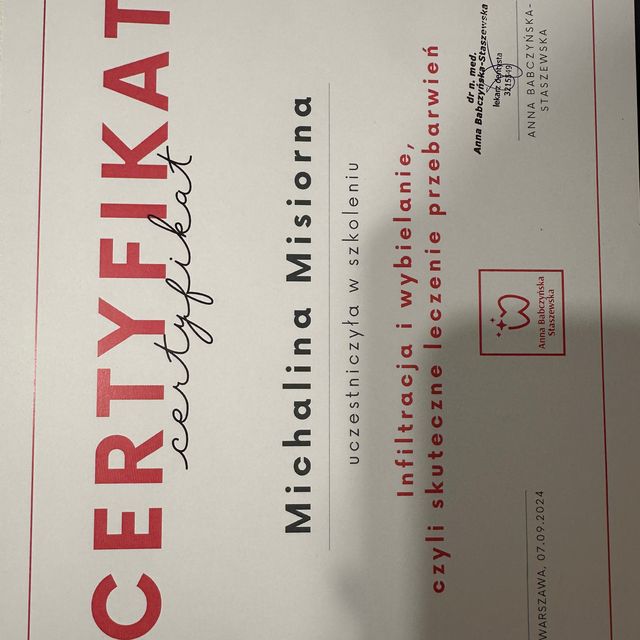 CERTYFIKAT
certyfikat
Michalina Misiorna
uczestniczyła w szkoleniu
Infiltracja i wybielanie,
czyli skuteczne leczenie przebarwień
WARSZAWA, 07.09.2024
Anna Babczyńska
Staszewska
dr n. med.
Anna Babczyńska-Staszewska
lekarz dentysta
3215549
ANNA BABCZYŃSKA-
STASZEWSKA